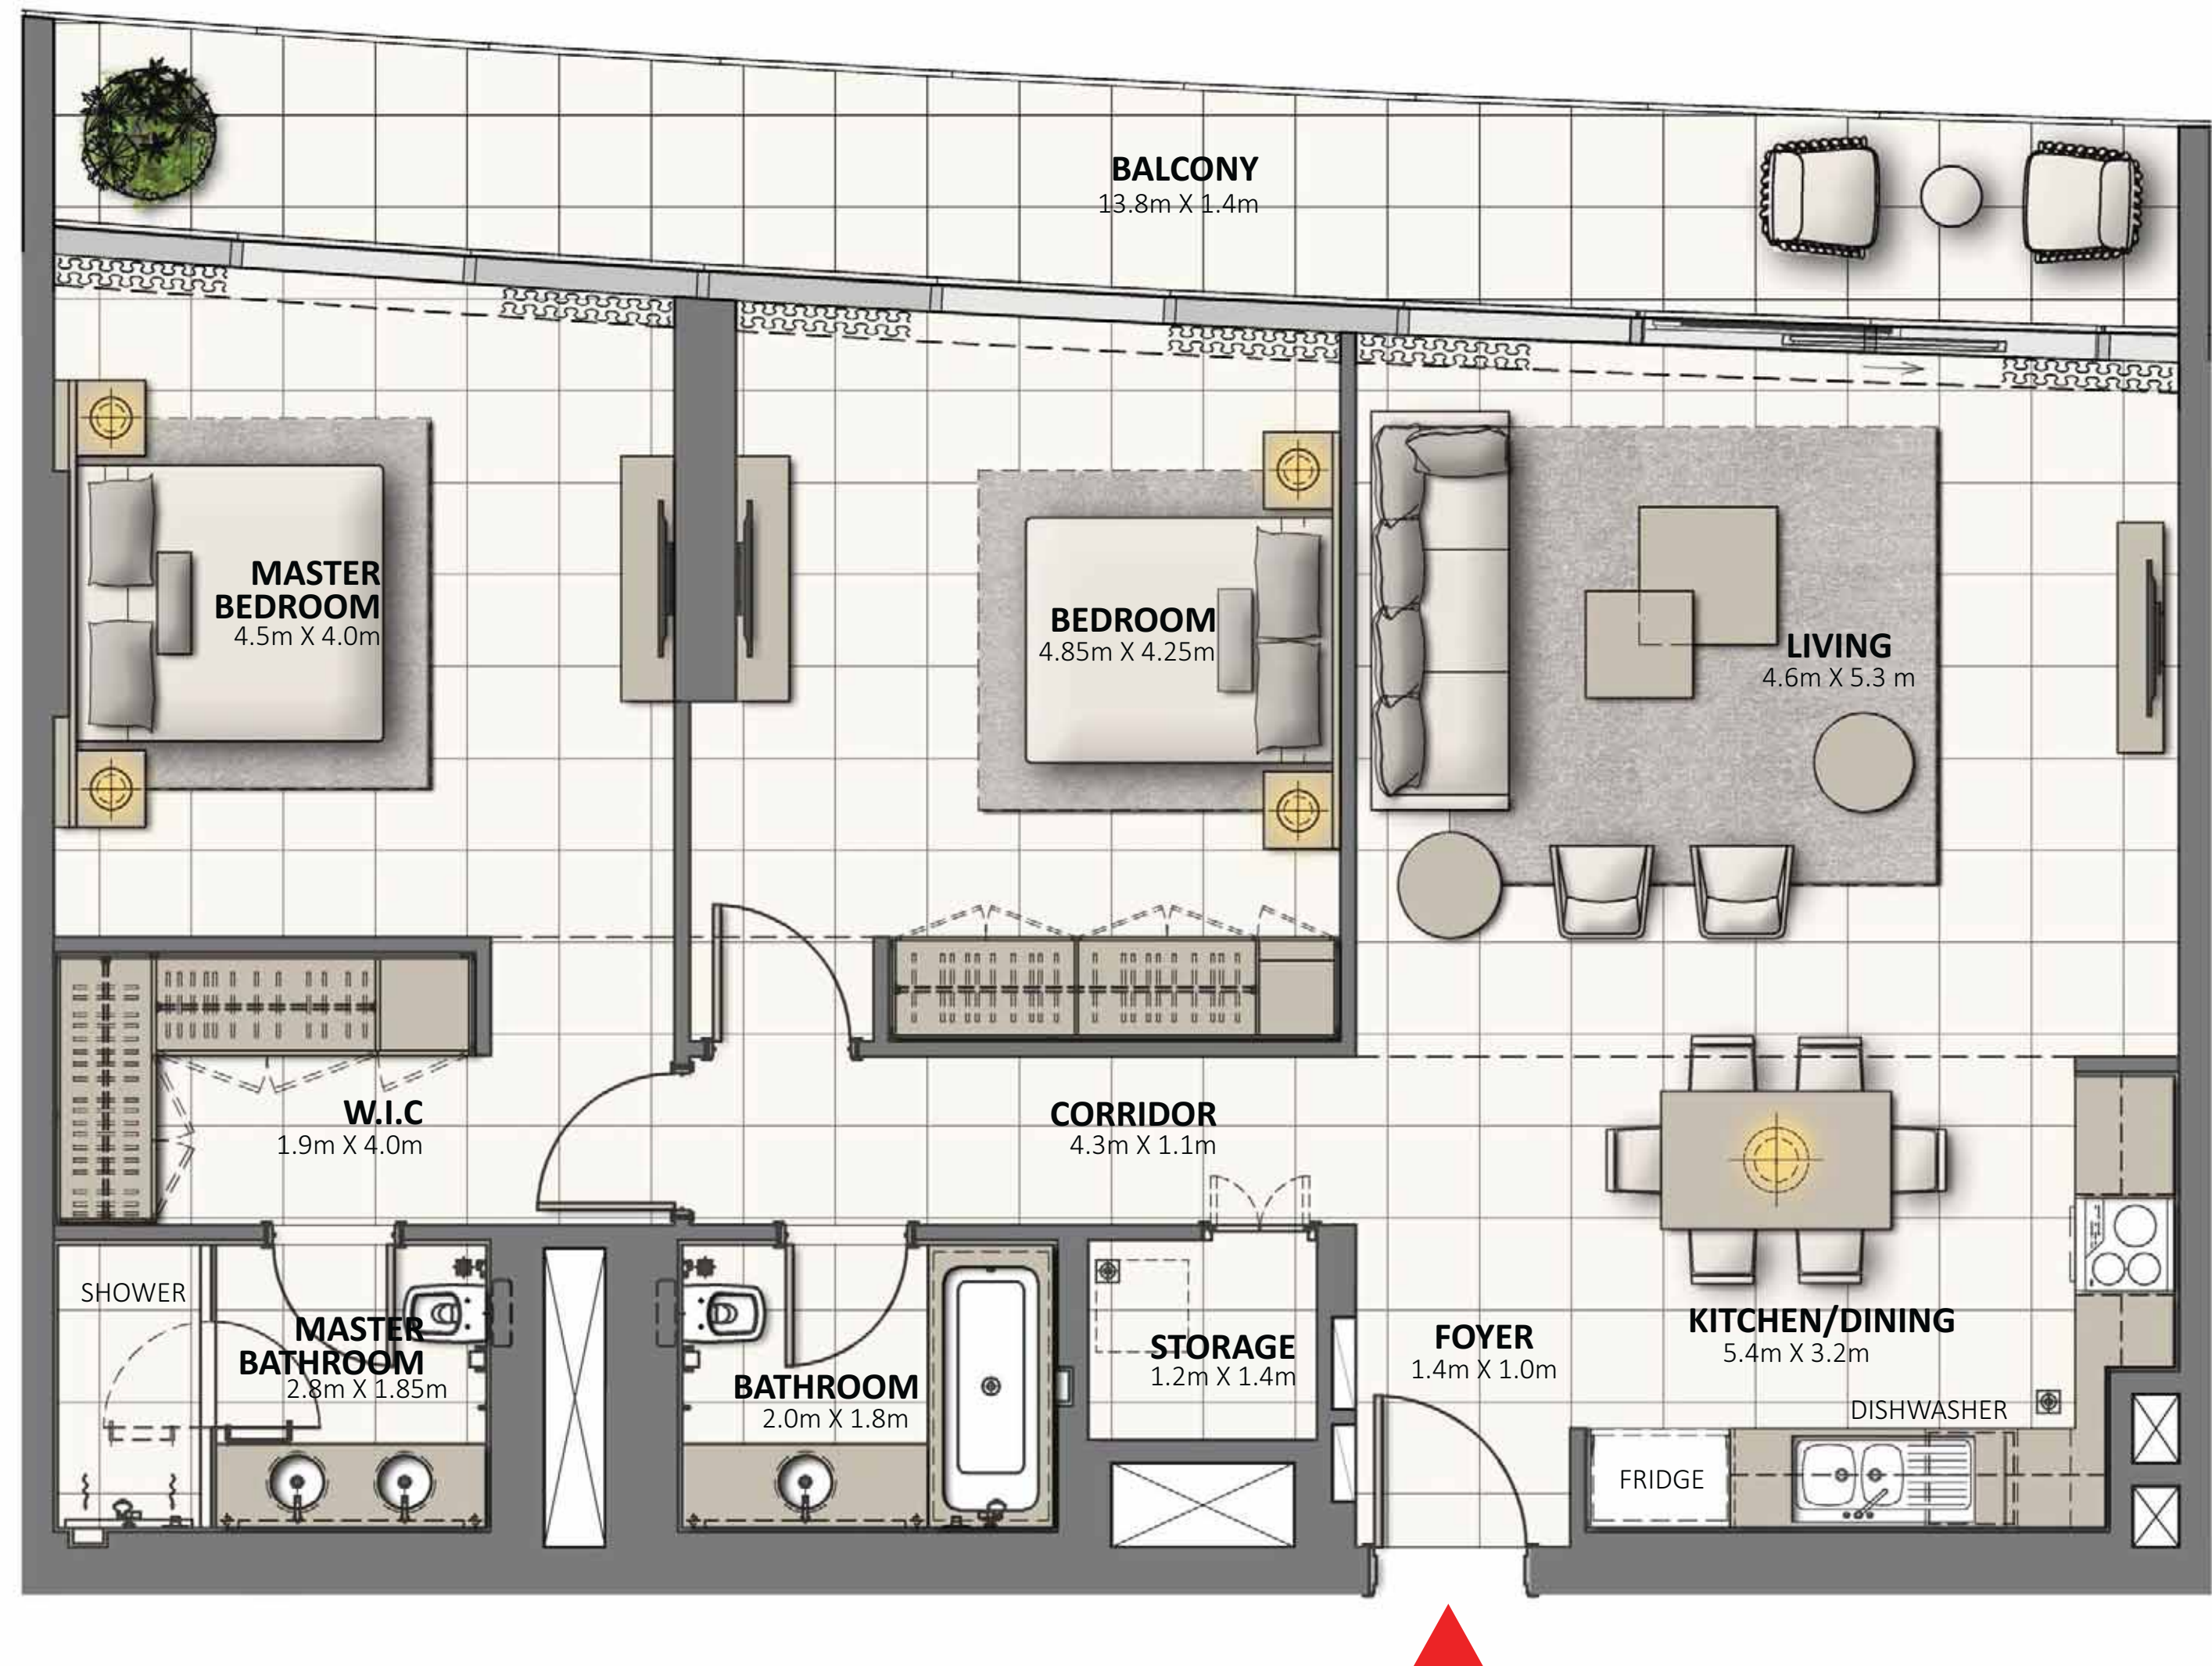 BALCONY
13.8m X 1.4m
MASTER
BEDROOM
4.5m X 4.0m
BEDROOM
4.85m X 4.25m
LIVING
4.6m X 5.3 m
W.I.C
1.9m X 4.0m
CORRIDOR
4.3m X 1.1m
SHOWER
MASTER
BATHROOM
2.8m X 1.85m
BATHROOM
2.0m X 1.8m
STORAGE
1.2m X 1.4m
FOYER
1.4m X 1.0m
KITCHEN/DINING
5.4m X 3.2m
DISHWASHER
FRIDGE